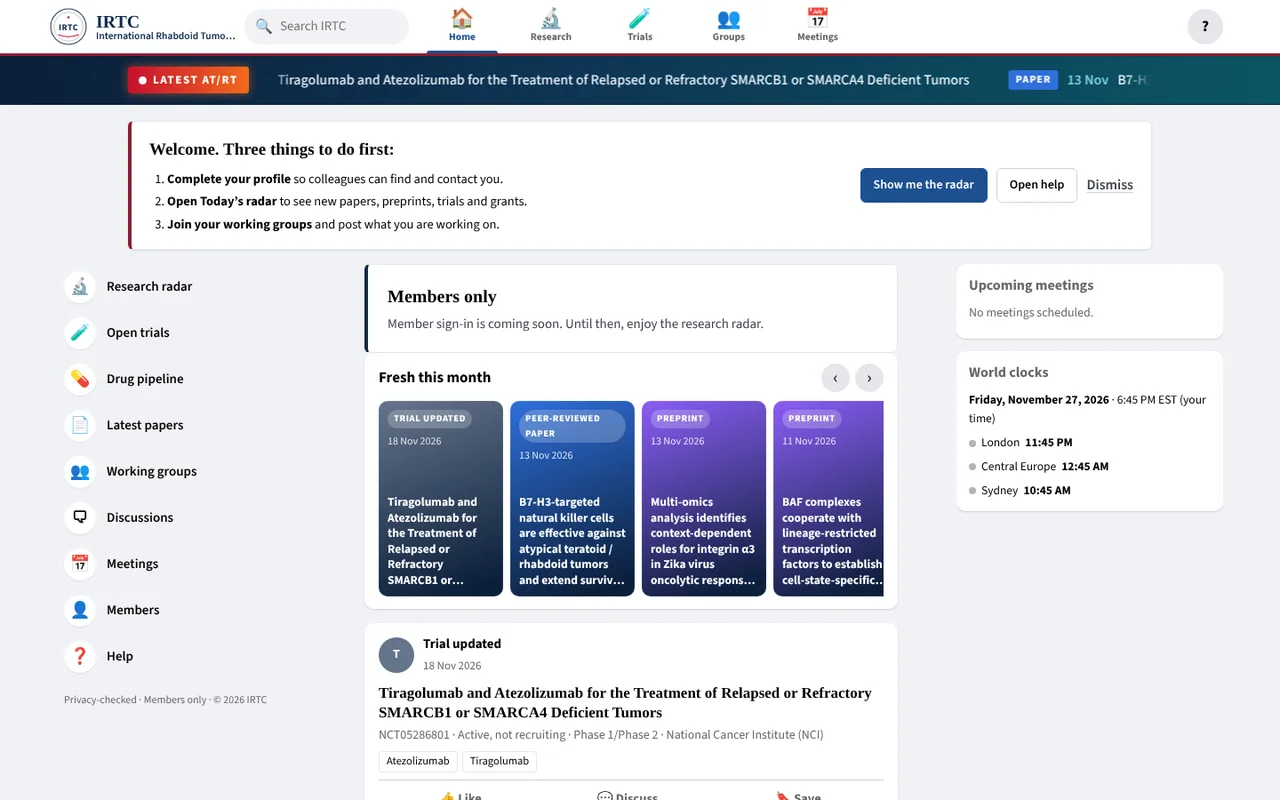 IRTC
IRTC
International Rhabdoid Tumo…
Search IRTC
Home
Research
Trials
Groups
Meetings
?
LATEST AT/RT
Tiragolumab and Atezolizumab for the Treatment of Relapsed or Refractory SMARCB1 or SMARCA4 Deficient Tumors
PAPER
13 Nov B7-H
Welcome. Three things to do first:
1. Complete your profile so colleagues can find and contact you.
2. Open Today’s radar to see new papers, preprints, trials and grants.
3. Join your working groups and post what you are working on.
Show me the radar
Open help
Dismiss
Research radar
Open trials
Drug pipeline
Latest papers
Working groups
Discussions
Meetings
Members
Help
Privacy-checked · Members only · © 2026 IRTC
Members only
Member sign-in is coming soon. Until then, enjoy the research radar.
Fresh this month
‹
›
TRIAL UPDATED
18 Nov 2026
Tiragolumab and
Atezolizumab for
the Treatment of
Relapsed or
Refractory
SMARCB1 or…
PEER-REVIEWED
PAPER
13 Nov 2026
B7-H3-targeted
natural killer cells
are effective against
atypical teratoid /
rhabdoid tumors
and extend surviv…
PREPRINT
13 Nov 2026
Multi-omics
analysis identifies
context-dependent
roles for integrin α3
in Zika virus
oncolytic respons…
PREPRINT
11 Nov 2026
BAF complexes
cooperate with
lineage-restricted
transcription
factors to establish
cell-state-specific…
T
Trial updated
18 Nov 2026
Tiragolumab and Atezolizumab for the Treatment of Relapsed or Refractory
SMARCB1 or SMARCA4 Deficient Tumors
NCT05286801 · Active, not recruiting · Phase 1/Phase 2 · National Cancer Institute (NCI)
Atezolizumab
Tiragolumab
Like
Discuss
Save
Upcoming meetings
No meetings scheduled.
World clocks
Friday, November 27, 2026 · 6:45 PM EST (your
time)
London 11:45 PM
Central Europe 12:45 AM
Sydney 10:45 AM